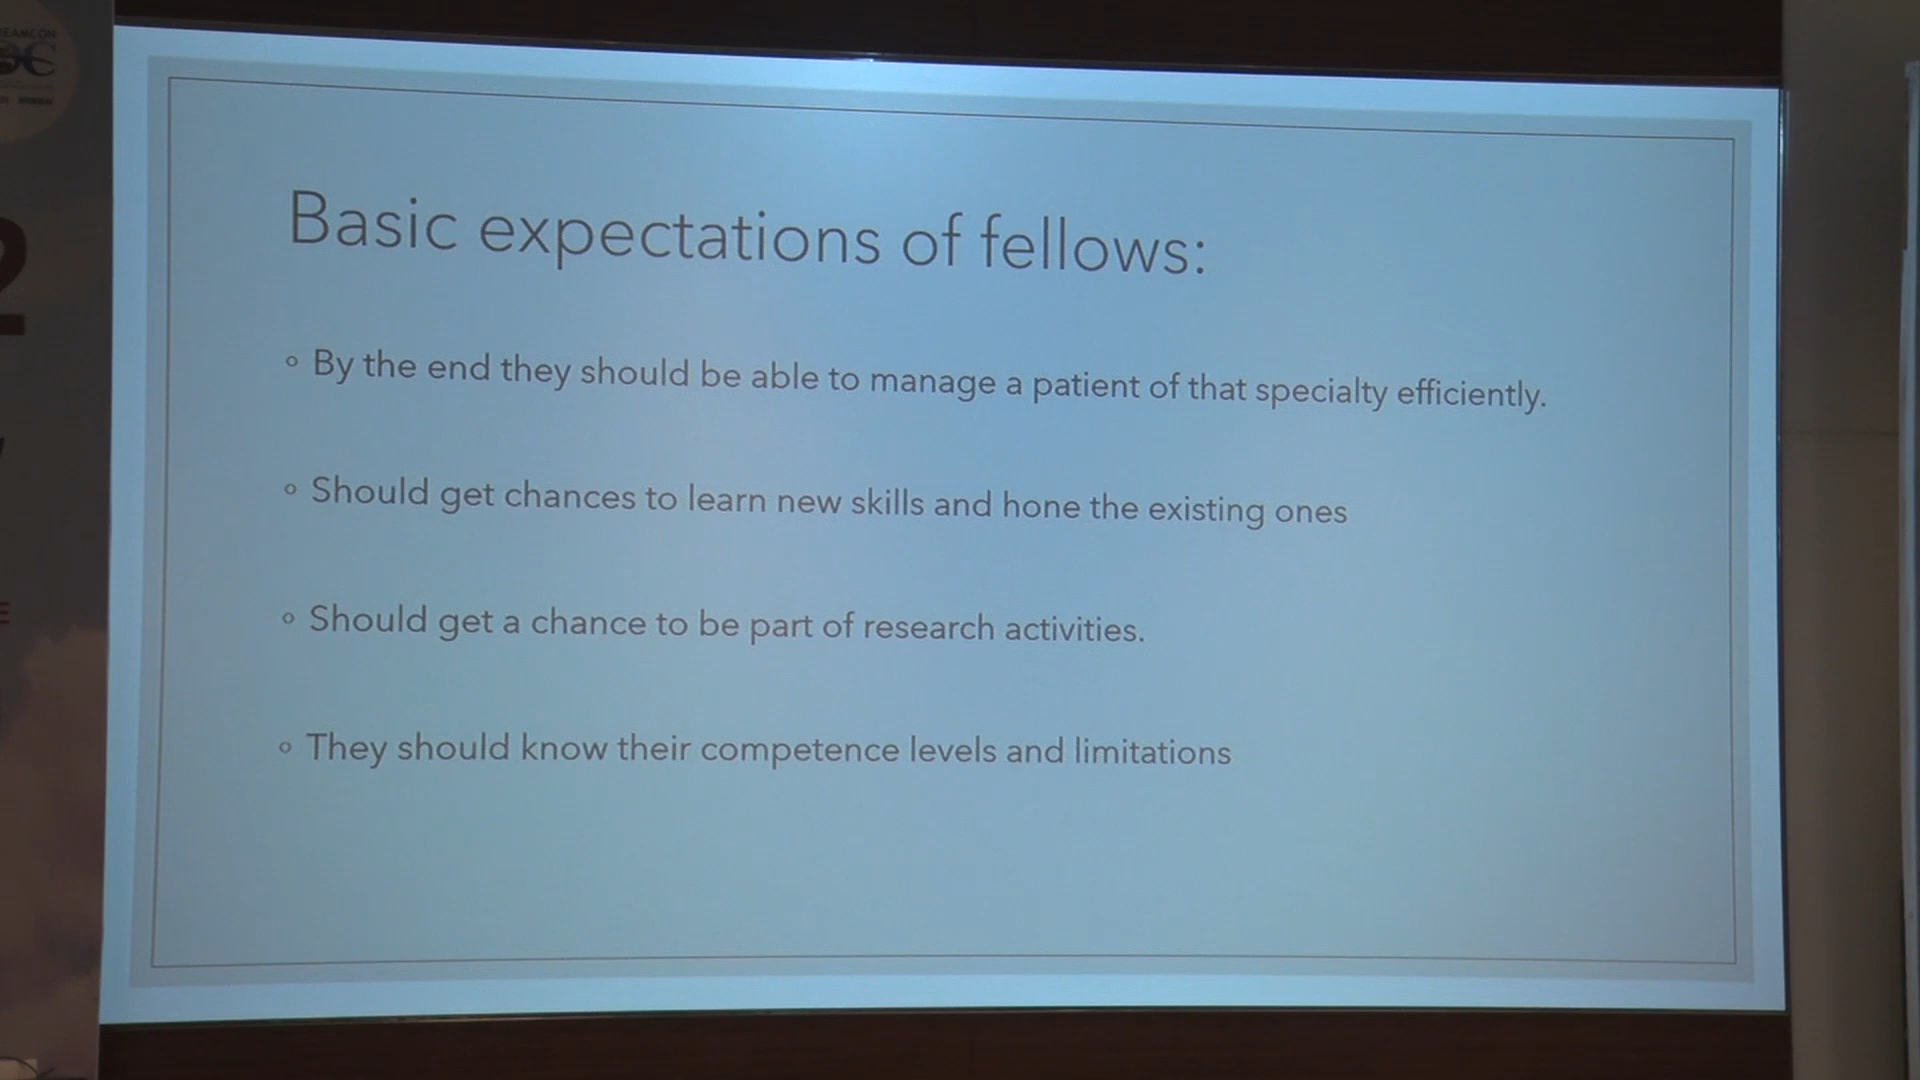 Basic expectations of fellows:
By the end they should be able to manage a patient of that specialty efficiently.
Should get chances to learn new skills and hone the existing ones
Should get a chance to be part of research activities.
They should know their competence levels and limitations
2